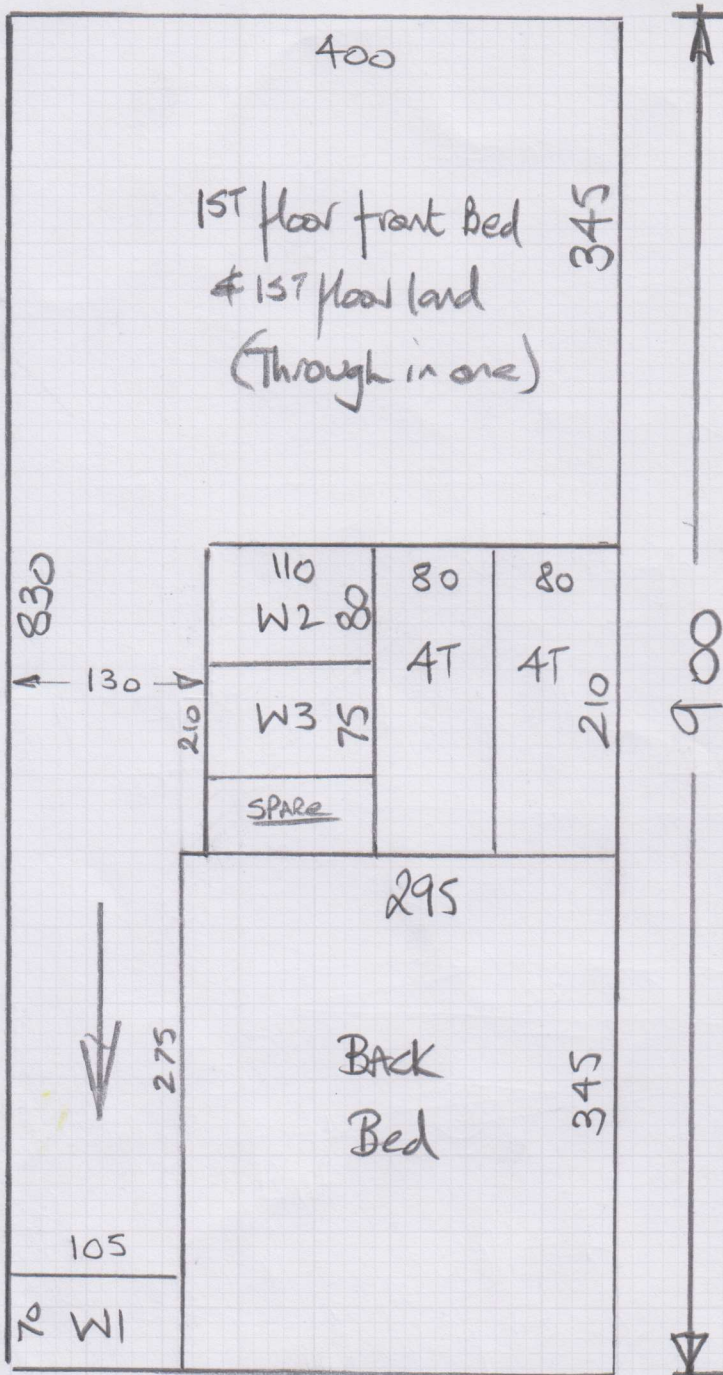 400
1ST floor front Bed
& 1ST floor land
(Through in one)
345
830
900
130
110
W2 80
80
4T
80
4T
210
W3 75
210
SPARe
295
275
BACK
Bed
345
105
70 W1